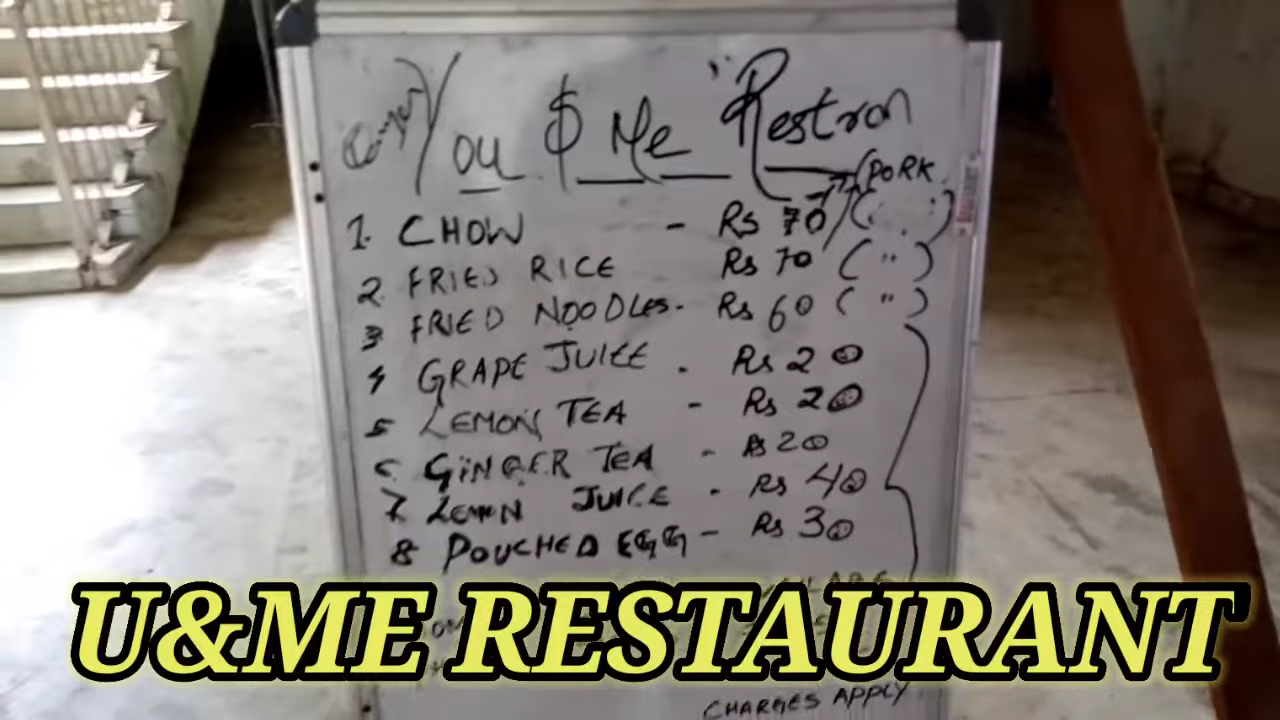 You $ Me "Restron
(PORK
1. CHOW - Rs 70 ( " )
2. FRIED RICE Rs 70 ( " )
3 FRIED NOODLES. Rs 60 ( " )
4 GRAPE JUICE . Rs 20
5 LEMON TEA - Rs 20
6 GINGER TEA - Rs 20
7 LEMON JUICE . Rs 40
8 POUCHED EGG - Rs 30
U&ME RESTAURANT
CHARGES APPLY